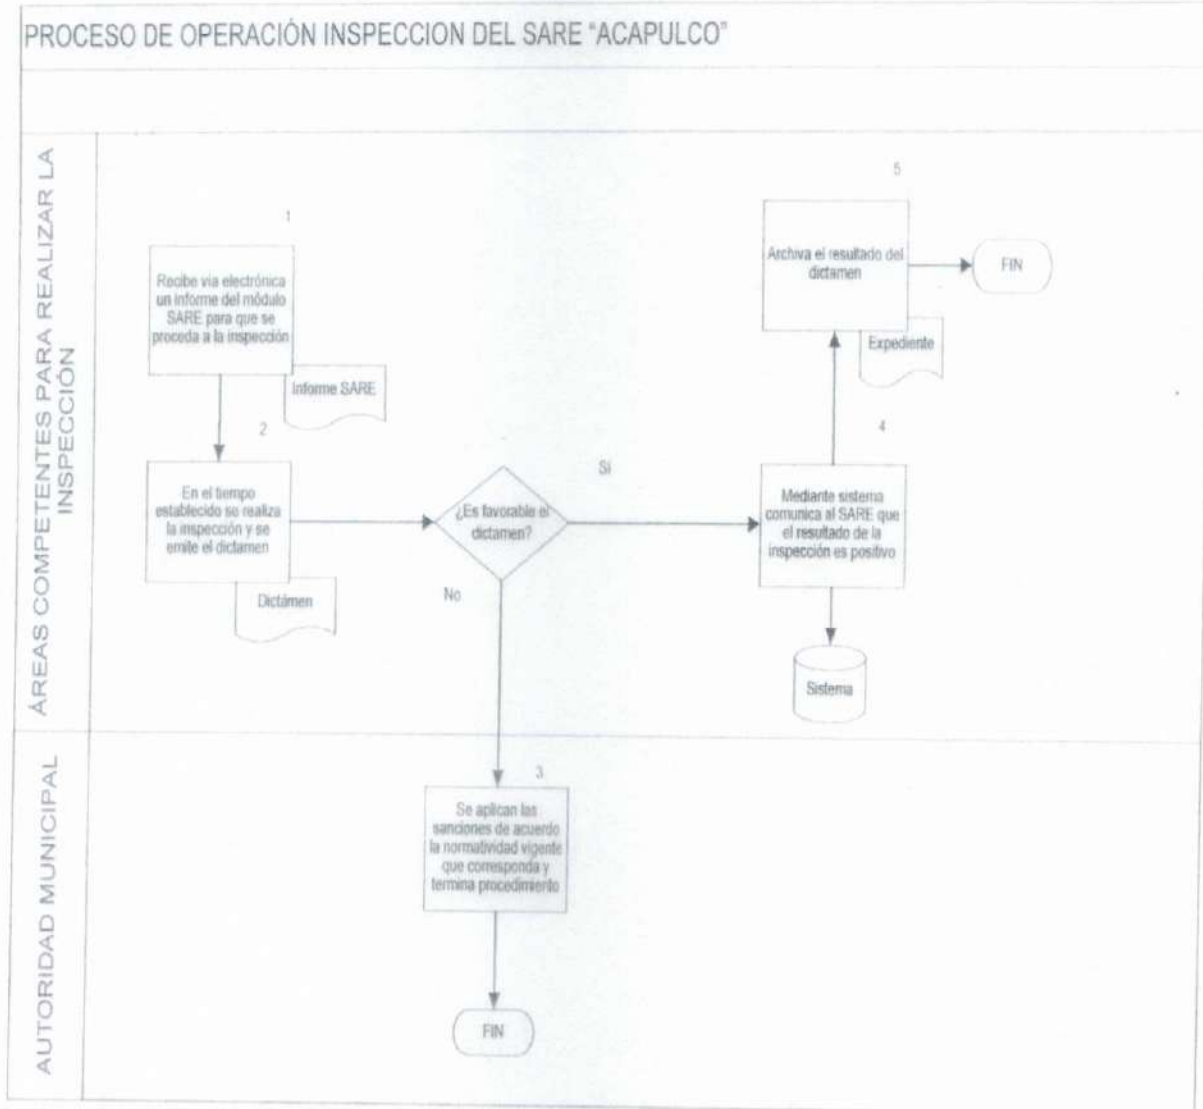 PROCESO DE OPERACIÓN INSPECCION DEL SARE "ACAPULCO"
ÁREAS COMPETENTES PARA REALIZAR LA
INSPECCIÓN
1
Recibe via electrónica
un informe del módulo
SARE para que se
proceda a la inspección
Informe SARE
2
En el tiempo
establecido se realiza
la inspección y se
emite el dictamen
Dictámen
¿Es favorable el
dictamen?
Sí
No
4
Mediante sistema
comunica al SARE que
el resultado de la
inspección es positivo
Sistema
5
Archiva el resultado del
dictamen
Expediente
FIN
AUTORIDAD MUNICIPAL
3
Se aplican las
sanciones de acuerdo
la normatividad vigente
que corresponda y
termina procedimiento
FIN